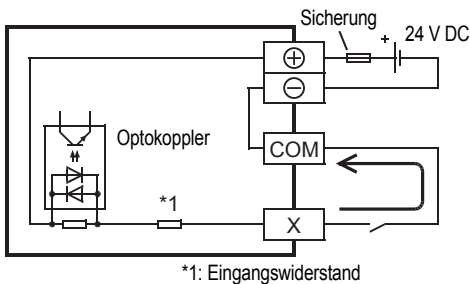 Sicherung
+
24 V DC
+
−
Optokoppler
COM
*1
X
*1: Eingangswiderstand